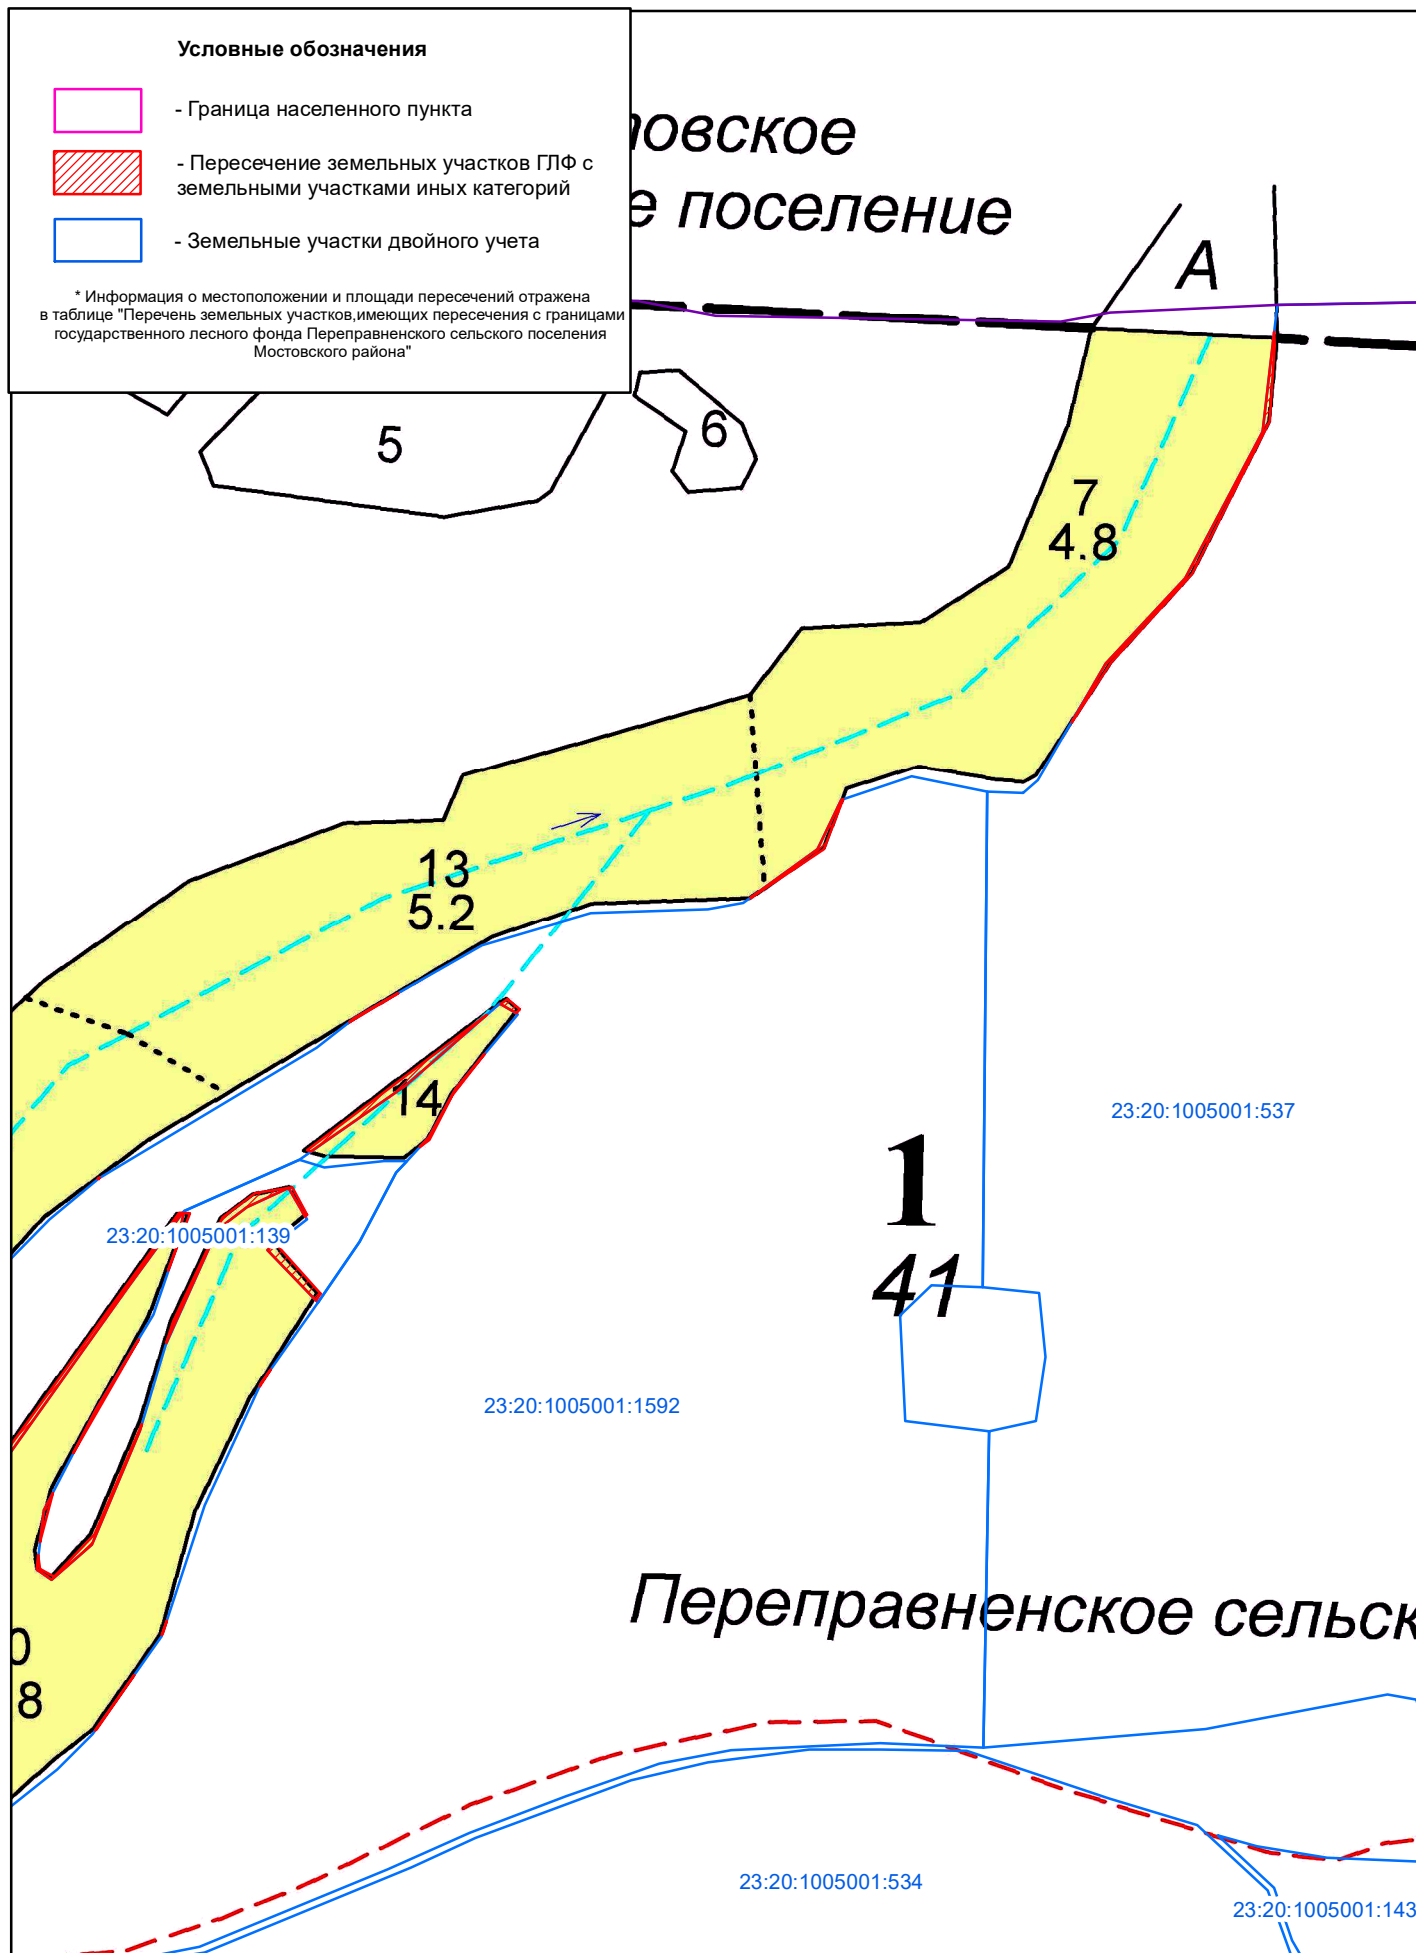 Условные обозначения
- Граница населенного пункта
- Пересечение земельных участков ГЛФ с
земельными участками иных категорий
- Земельные участки двойного учета
* Информация о местоположении и площади пересечений отражена
в таблице "Перечень земельных участков,имеющих пересечения с границами
государственного лесного фонда Переправненского сельского поселения
Мостовского района"
товское
е поселение
А
5
6
7
4.8
13
5.2
14
23:20:1005001:537
1
41
23:20:1005001:139
23:20:1005001:1592
Переправненское сельск
0
8
23:20:1005001:534
23:20:1005001:143